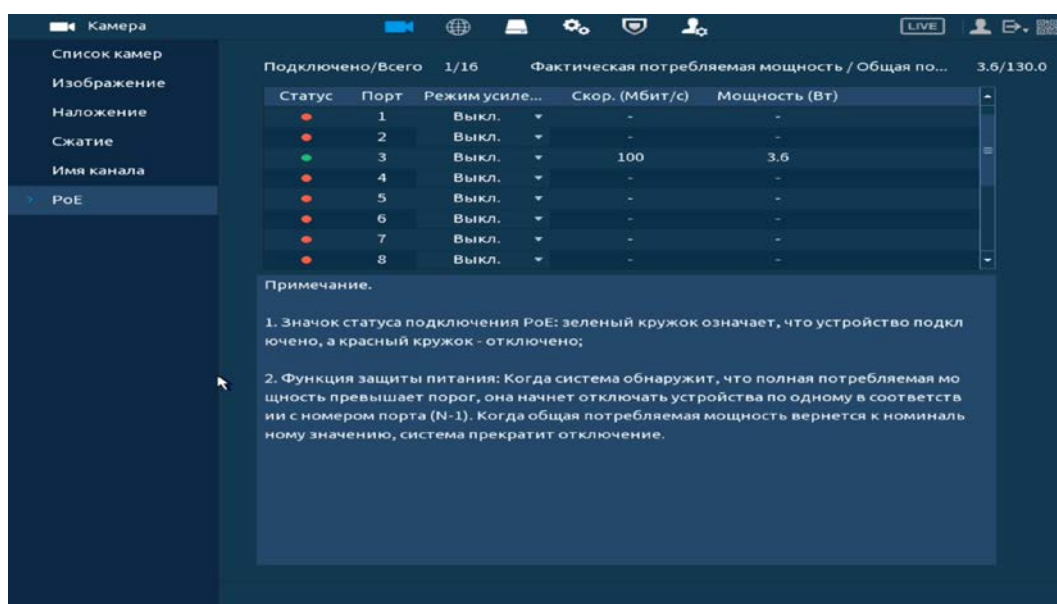 Камера
LIVE
Список камер
Изображение
Наложение
Сжатие
Имя канала
PoE
Подключено/Всего 1/16 Фактическая потребляемая мощность / Общая по... 3.6/130.0
Статус Порт Режим усиле... Скор. (Мбит/с) Мощность (Вт)
1 Выкл. - -
2 Выкл. - -
3 Выкл. 100 3.6
4 Выкл. - -
5 Выкл. - -
6 Выкл. - -
7 Выкл. - -
8 Выкл. - -
Примечание.
1. Значок статуса подключения PoE: зеленый кружок означает, что устройство подкл
ючено, а красный кружок - отключено;
2. Функция защиты питания: Когда система обнаружит, что полная потребляемая мо
щность превышает порог, она начнет отключать устройства по одному в соответств
ии с номером порта (N-1). Когда общая потребляемая мощность вернется к номиналь
ному значению, система прекратит отключение.